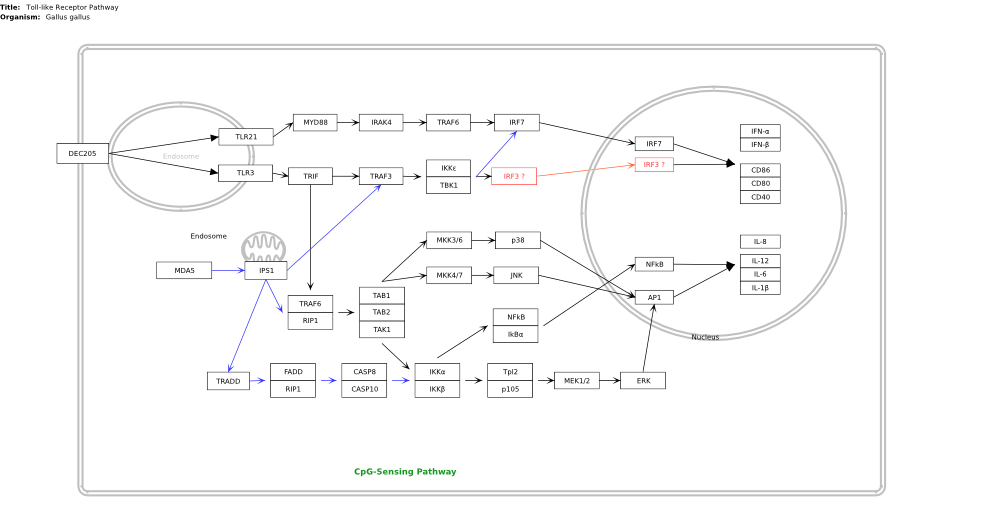 Title: Toll-like Receptor Pathway
Organism: Gallus gallus
DEC205
Endosome
TLR21
TLR3
MYD88
IRAK4
TRAF6
IRF7
TRIF
TRAF3
IKKε
TBK1
IRF3 ?
IRF7
IRF3 ?
IFN-α
IFN-β
CD86
CD80
CD40
Endosome
MDA5
IPS1
MKK3/6
p38
MKK4/7
JNK
NFkB
AP1
IL-8
IL-12
IL-6
IL-1β
TRAF6
RIP1
TAB1
TAB2
TAK1
NFkB
IkBα
Nucleus
TRADD
FADD
RIP1
CASP8
CASP10
IKKα
IKKβ
Tpl2
p105
MEK1/2
ERK
CpG-Sensing Pathway